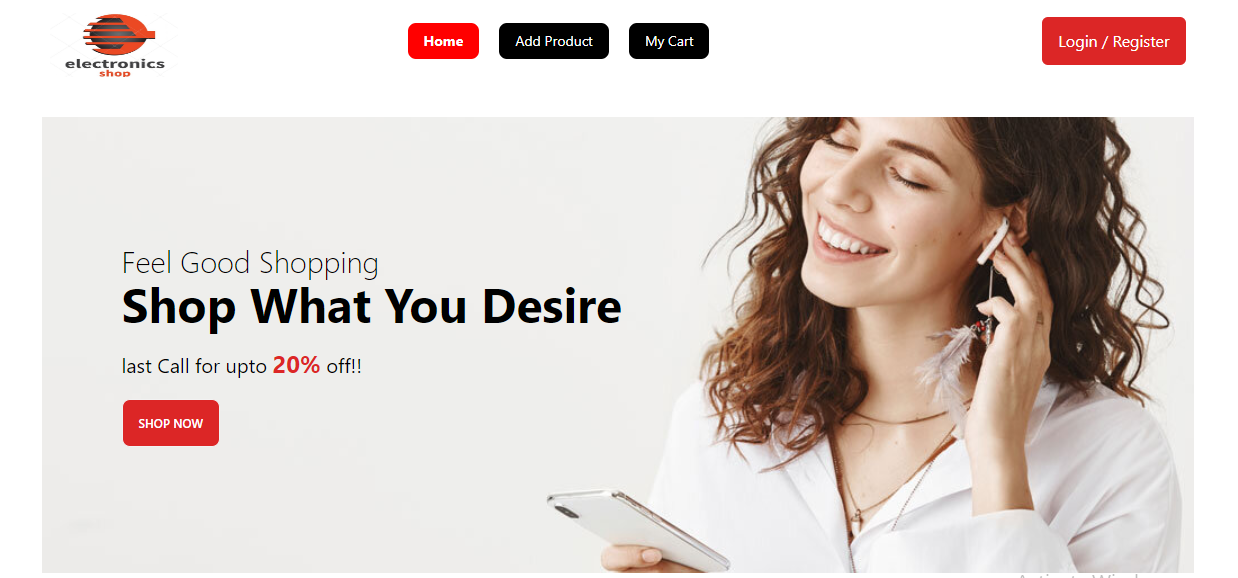 electronics
shop
Home
Add Product
My Cart
Login / Register
Feel Good Shopping
Shop What You Desire
last Call for upto 20% off!!
SHOP NOW